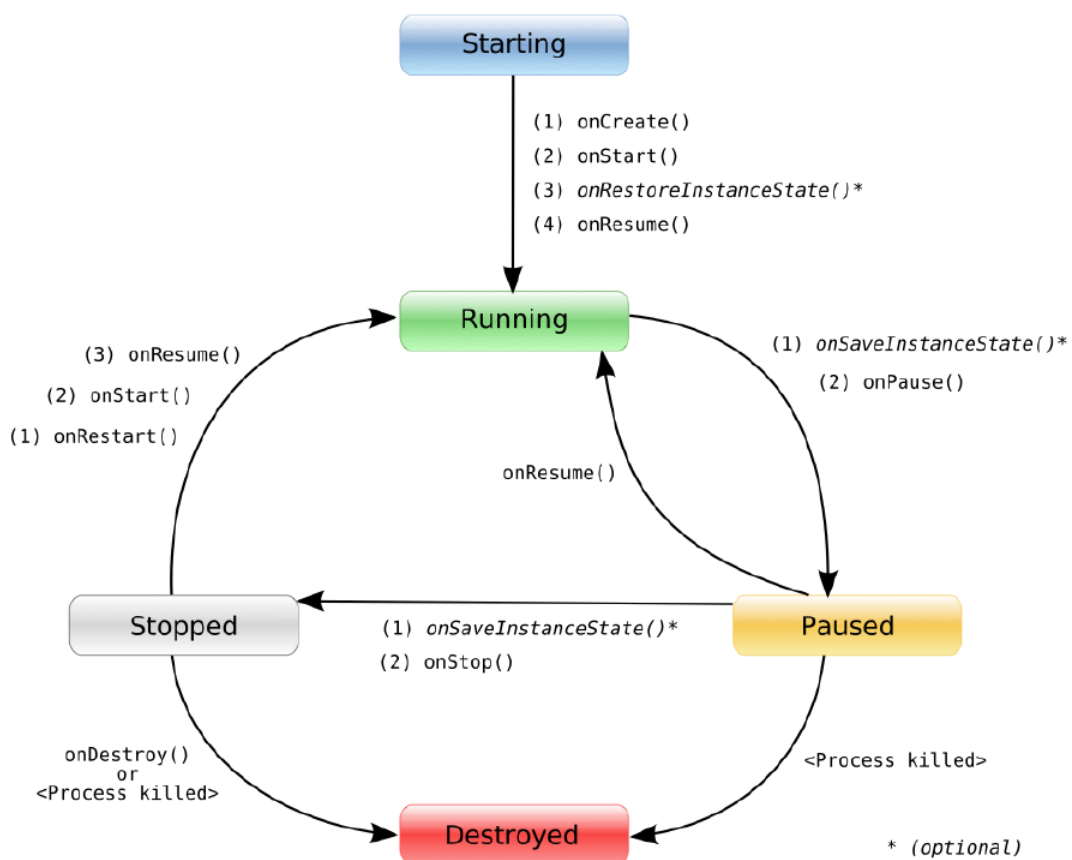 Starting
(1) onCreate()
(2) onStart()
(3) onRestoreInstanceState()*
(4) onResume()
Running
(3) onResume()
(2) onStart()
(1) onRestart()
(1) onSaveInstanceState()*
(2) onPause()
onResume()
Stopped
Paused
(1) onSaveInstanceState()*
(2) onStop()
onDestroy()
or
<Process killed>
<Process killed>
Destroyed
* (optional)